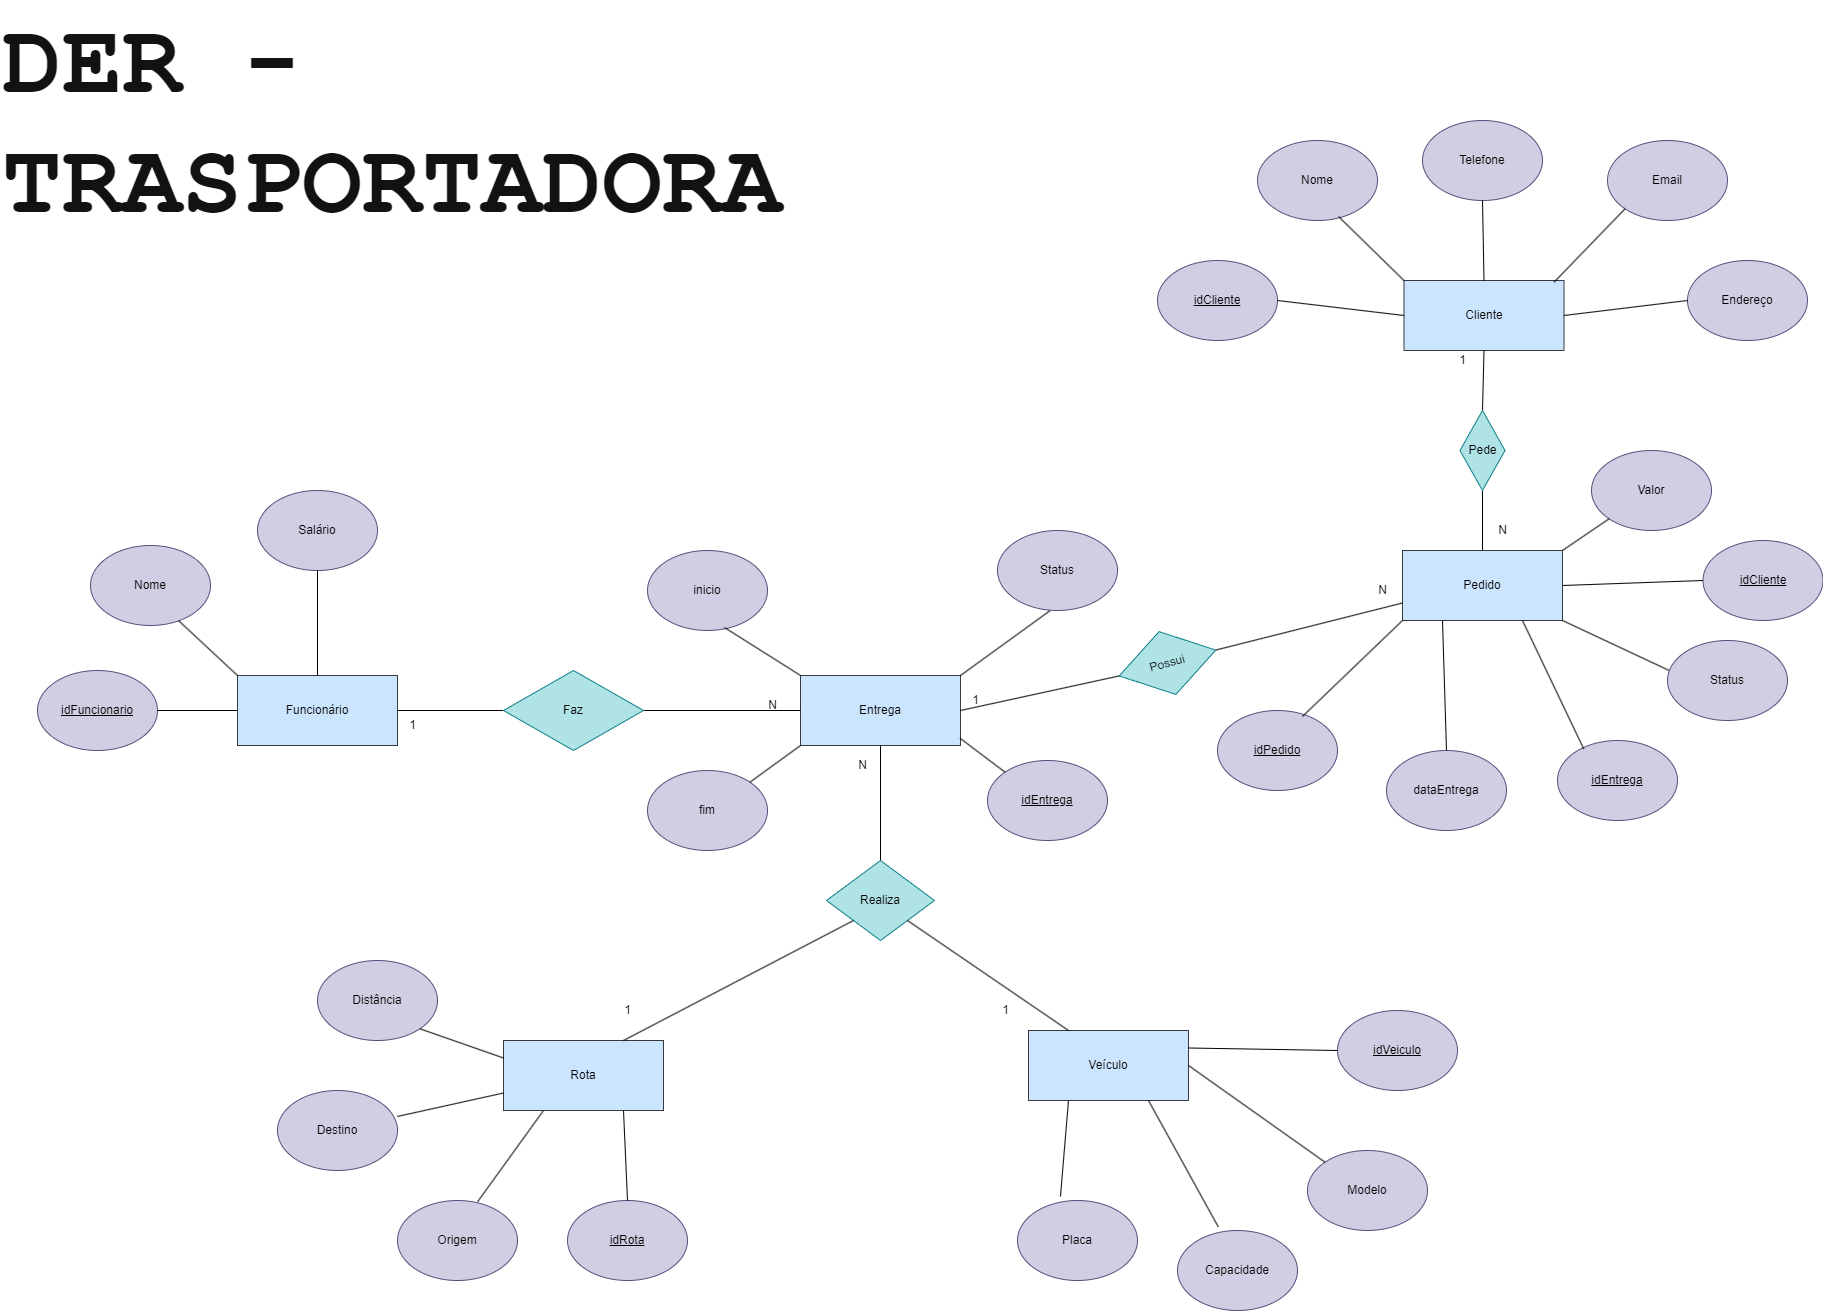 DER -
TRASPORTADORA
Nome
Telefone
Email
idCliente
Cliente
Endereço
1
Pede
N
Valor
N
Pedido
idCliente
Status
idPedido
dataEntrega
idEntrega
Possui
Salário
Nome
idFuncionario
Funcionário
1
Faz
N
inicio
Status
Entrega
1
fim
N
idEntrega
Realiza
Distância
1
1
Rota
Veículo
idVeiculo
Destino
Origem
idRota
Placa
Capacidade
Modelo